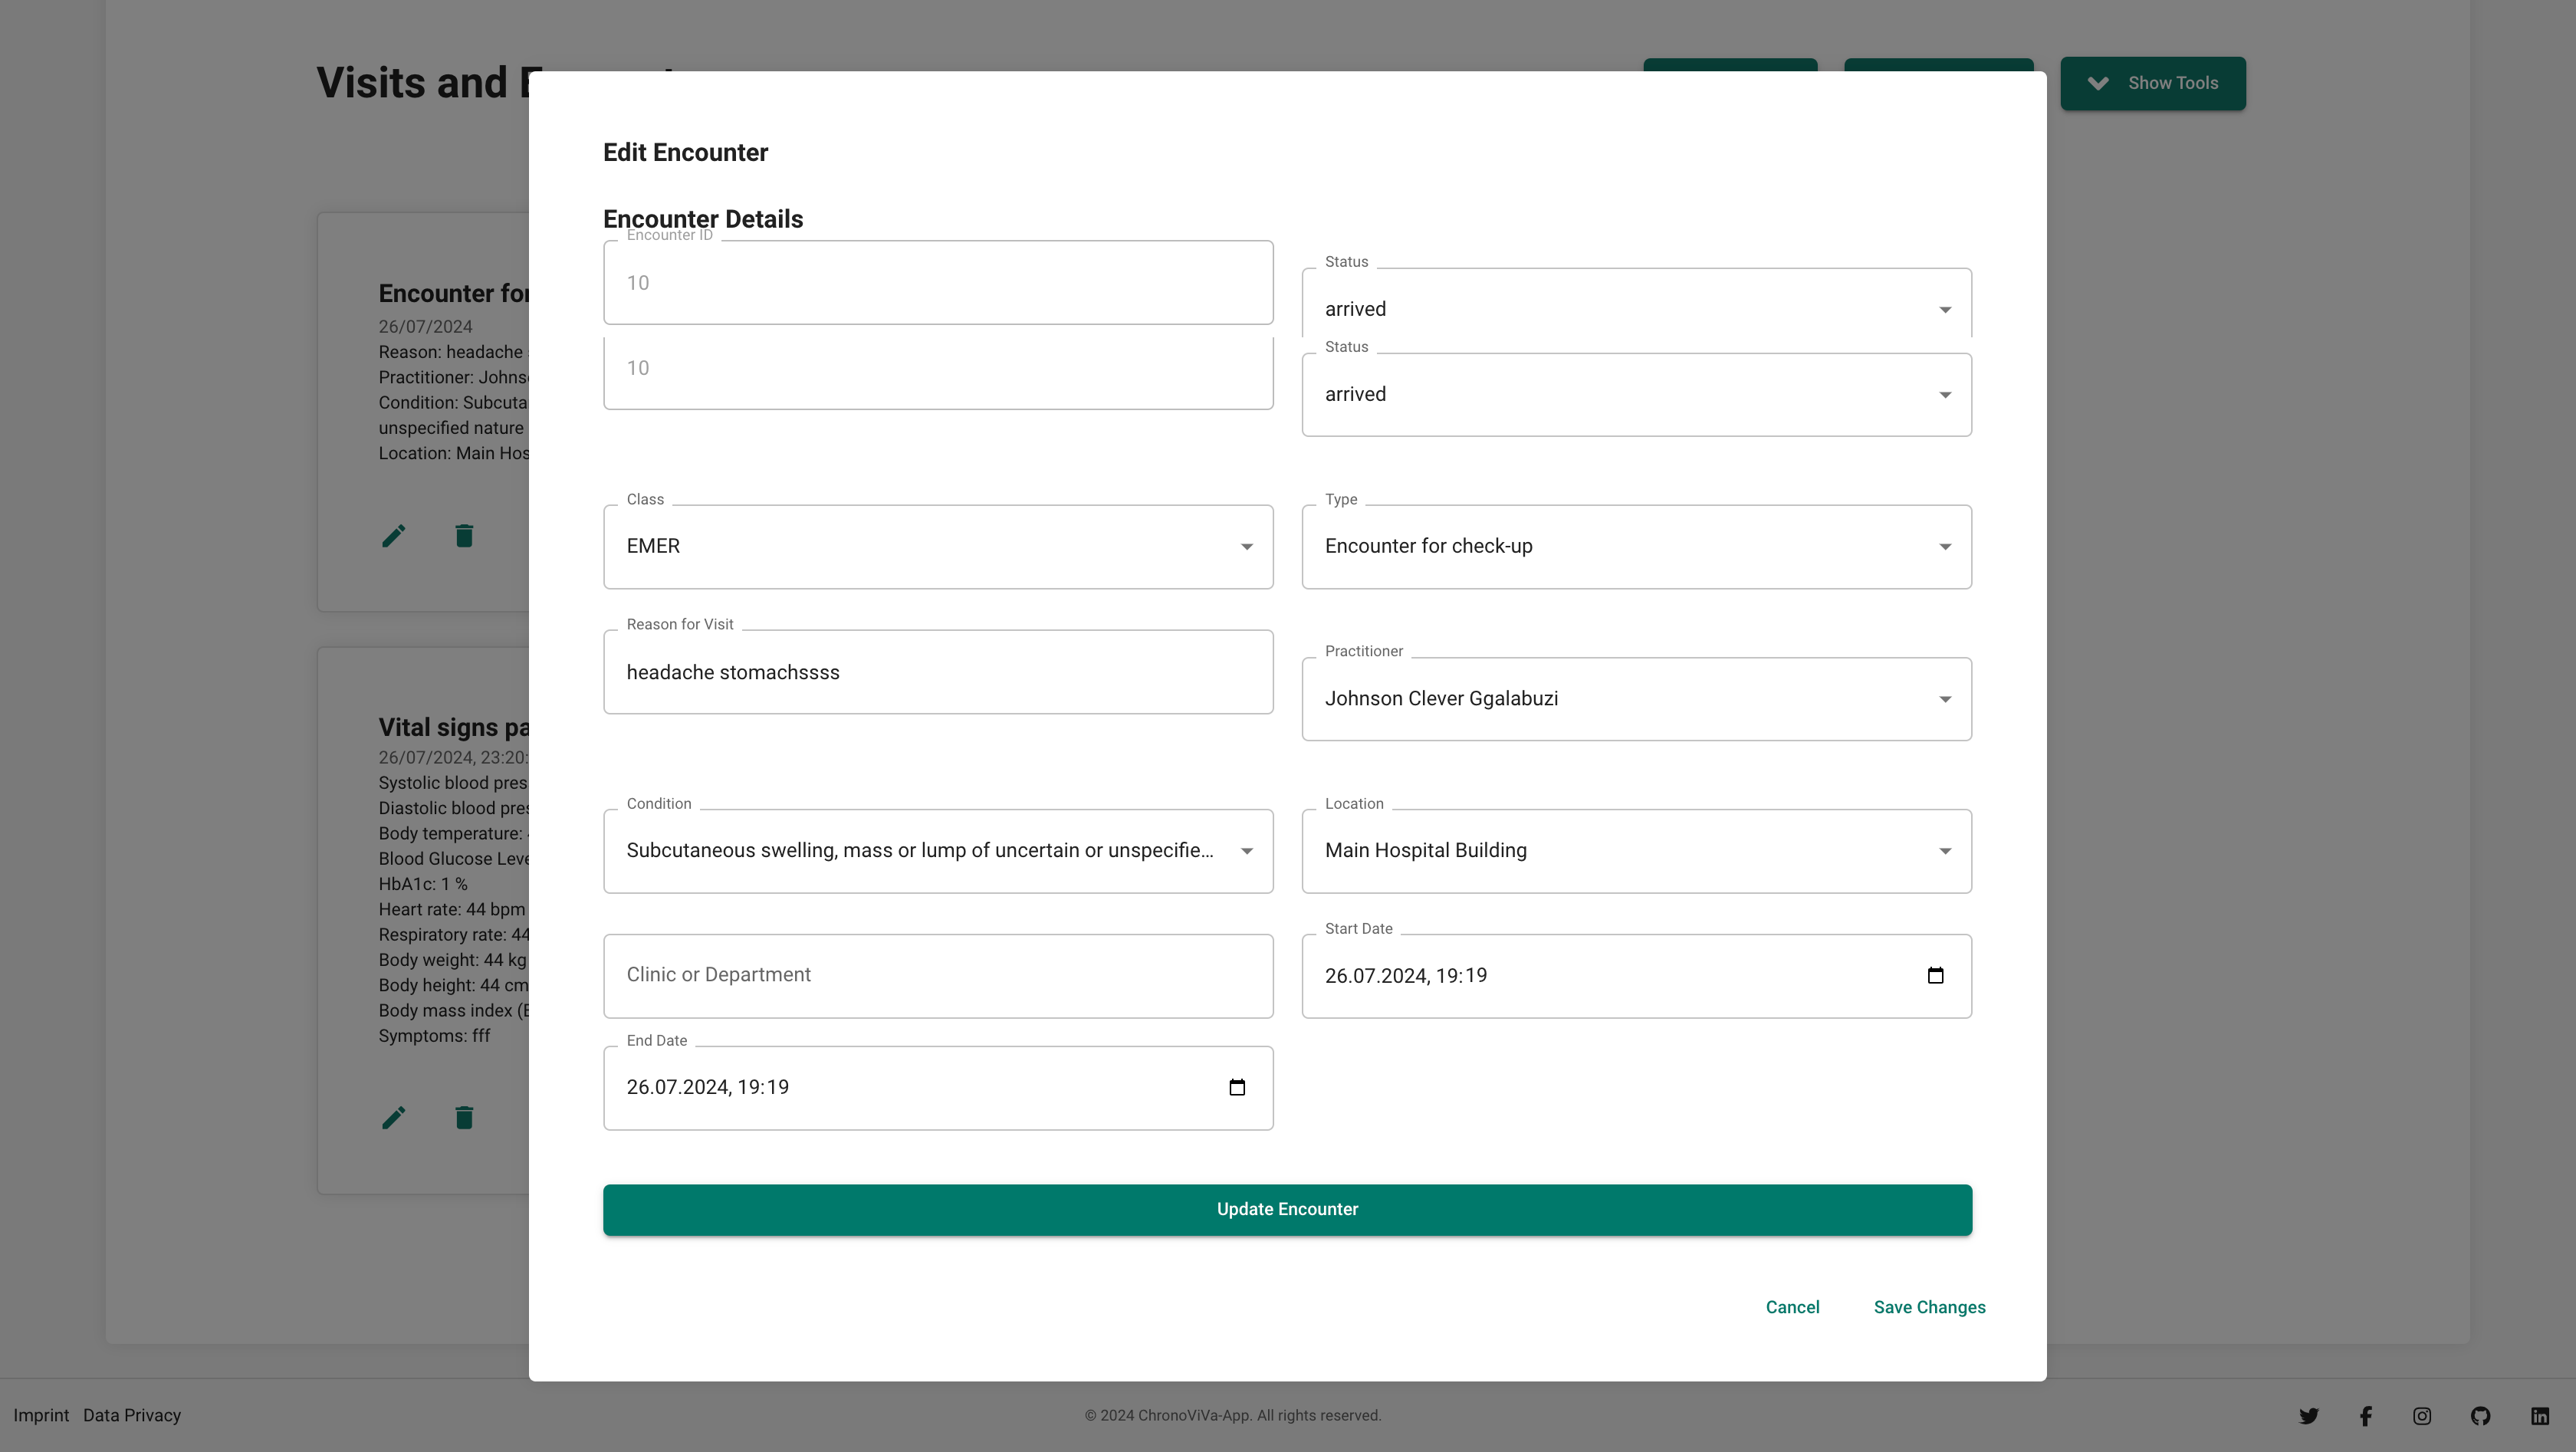 Visits and E
Show Tools
Edit Encounter
Encounter Details
Encounter ID
10
Status
arrived
10
Status
arrived
Class
EMER
Type
Encounter for check-up
Reason for Visit
headache stomachssss
Practitioner
Johnson Clever Ggalabuzi
Condition
Subcutaneous swelling, mass or lump of uncertain or unspecifie...
Location
Main Hospital Building
Clinic or Department
Start Date
26.07.2024, 19:19
End Date
26.07.2024, 19:19
Update Encounter
Cancel
Save Changes
Encounter for
26/07/2024
Reason: headache
Practitioner: Johns
Condition: Subcuta
unspecified nature
Location: Main Hos
Vital signs pa
26/07/2024, 23:20:
Systolic blood pres
Diastolic blood pres
Body temperature:
Blood Glucose Leve
HbA1c: 1 %
Heart rate: 44 bpm
Respiratory rate: 44
Body weight: 44 kg
Body height: 44 cm
Body mass index (B
Symptoms: fff
Imprint
Data Privacy
© 2024 ChronoViVa-App. All rights reserved.